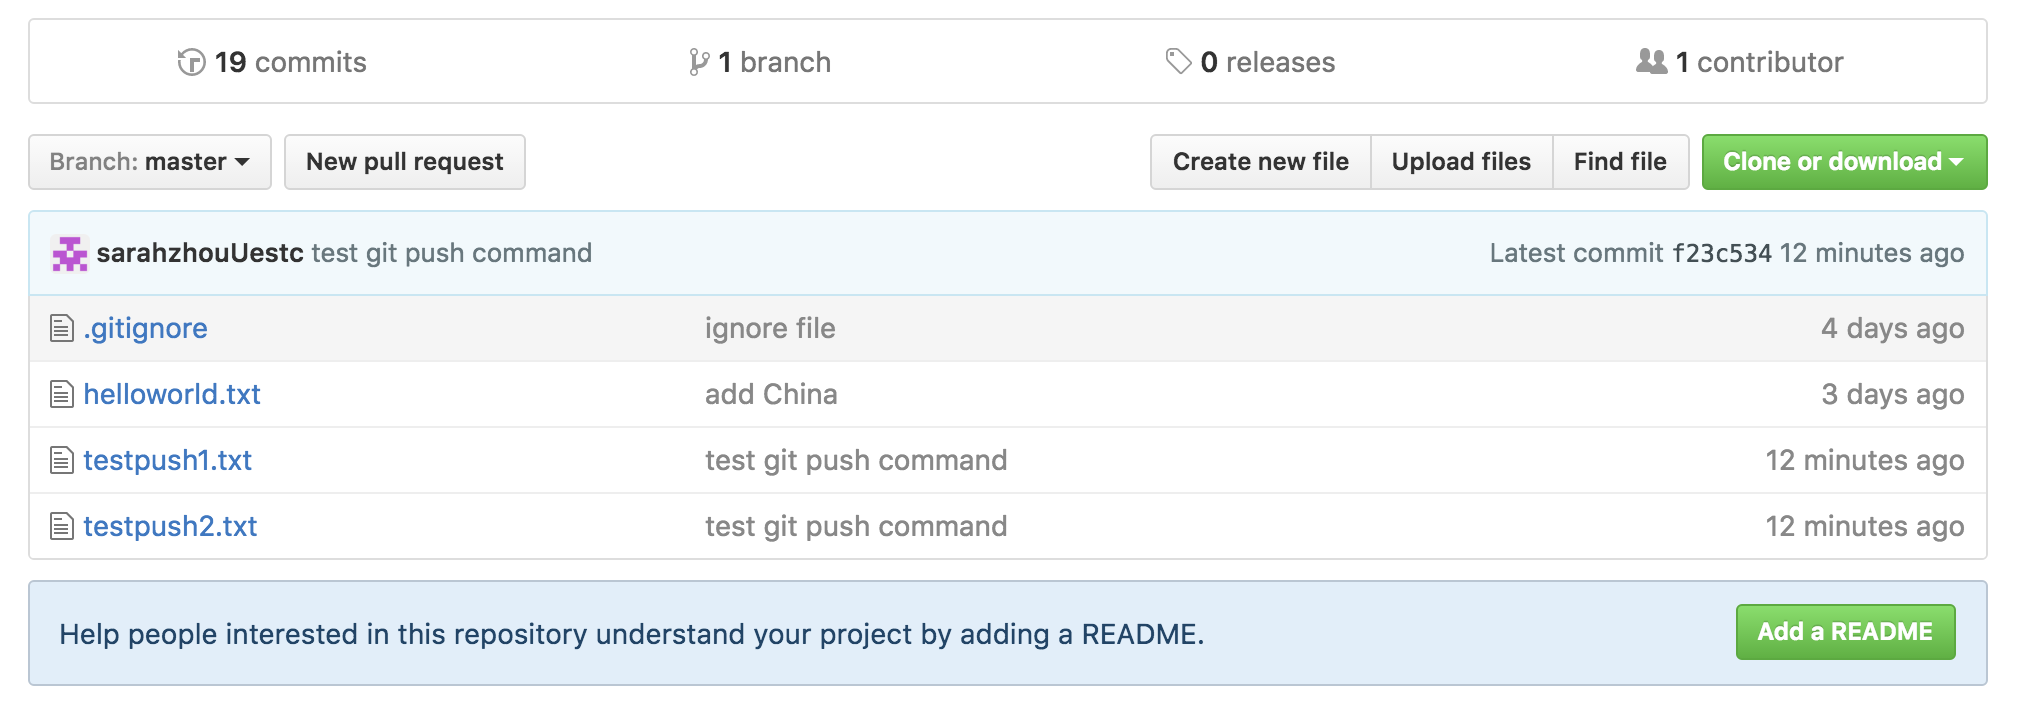 19 commits 1 branch 0 releases 1 contributor
Branch: master New pull request Create new file Upload files Find file Clone or download
sarahzhouUestc test git push command Latest commit f23c534 12 minutes ago
.gitignore ignore file 4 days ago
helloworld.txt add China 3 days ago
testpush1.txt test git push command 12 minutes ago
testpush2.txt test git push command 12 minutes ago
Help people interested in this repository understand your project by adding a README. Add a README